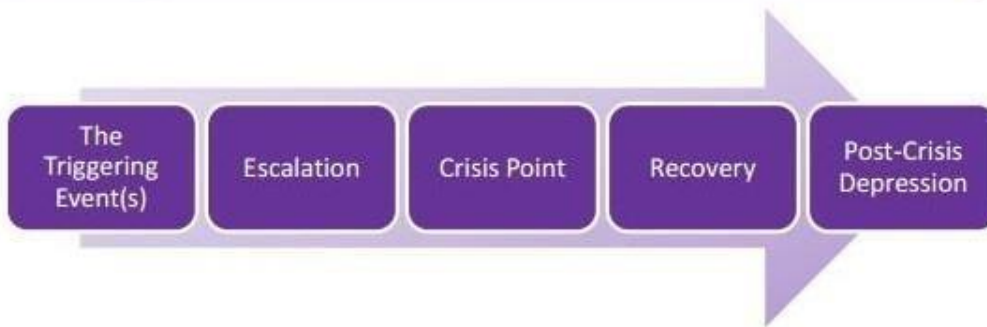 The
Triggering
Event(s)
Escalation
Crisis Point
Recovery
Post-Crisis
Depression